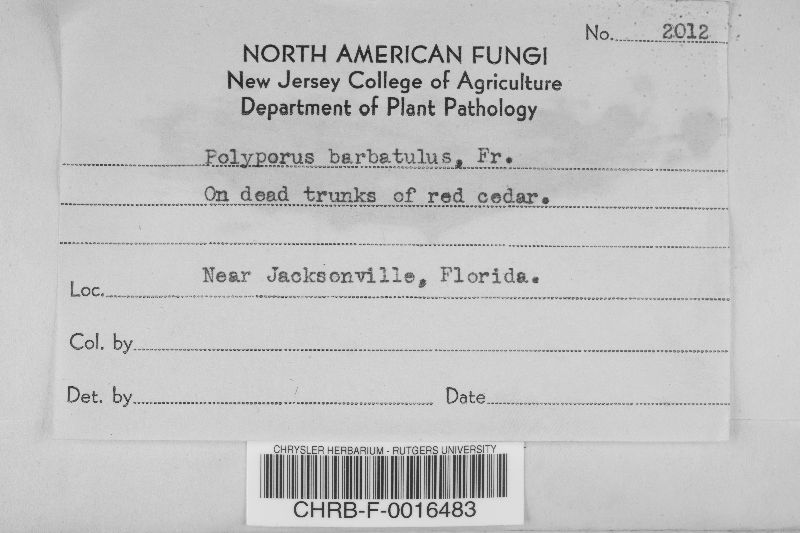 No. 2012
NORTH AMERICAN FUNGI
New Jersey College of Agriculture
Department of Plant Pathology
Polyporus barbatulus, Fr.
On dead trunks of red cedar.
Near Jacksonville, Florida.
Loc.
Col. by
Det. by Date
CHRYSLER HERBARIUM - RUTGERS UNIVERSITY
CHRB-F-0016483